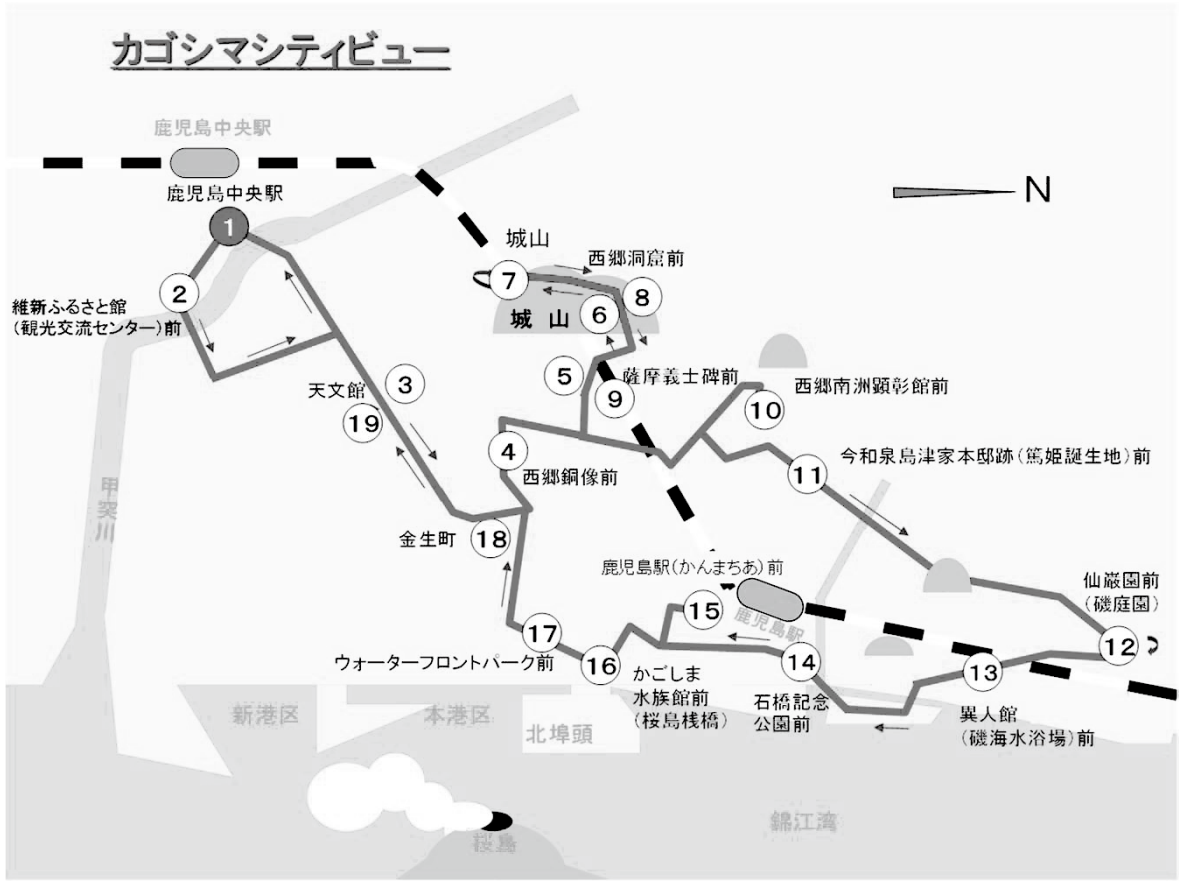 カゴシマシティビュー
鹿児島中央駅
鹿児島中央駅
N
1
城山
西郷洞窟前
7
8
2
維新ふるさと館
(観光交流センター)前
城 山
6
5
薩摩義士碑前
9
天文館
3
19
西郷南洲顕彰館前
10
4
西郷銅像前
今和泉島津家本邸跡(篤姫誕生地)前
11
甲突川
金生町
18
鹿児島駅(かんまちあ)前
15
鹿児島駅
仙巌園前
(磯庭園)
12
17
ウォーターフロントパーク前
16
かごしま
水族館前
(桜島桟橋)
14
石橋記念
公園前
13
異人館
(磯海水浴場)前
新港区
本港区
北埠頭
桜島
錦江湾